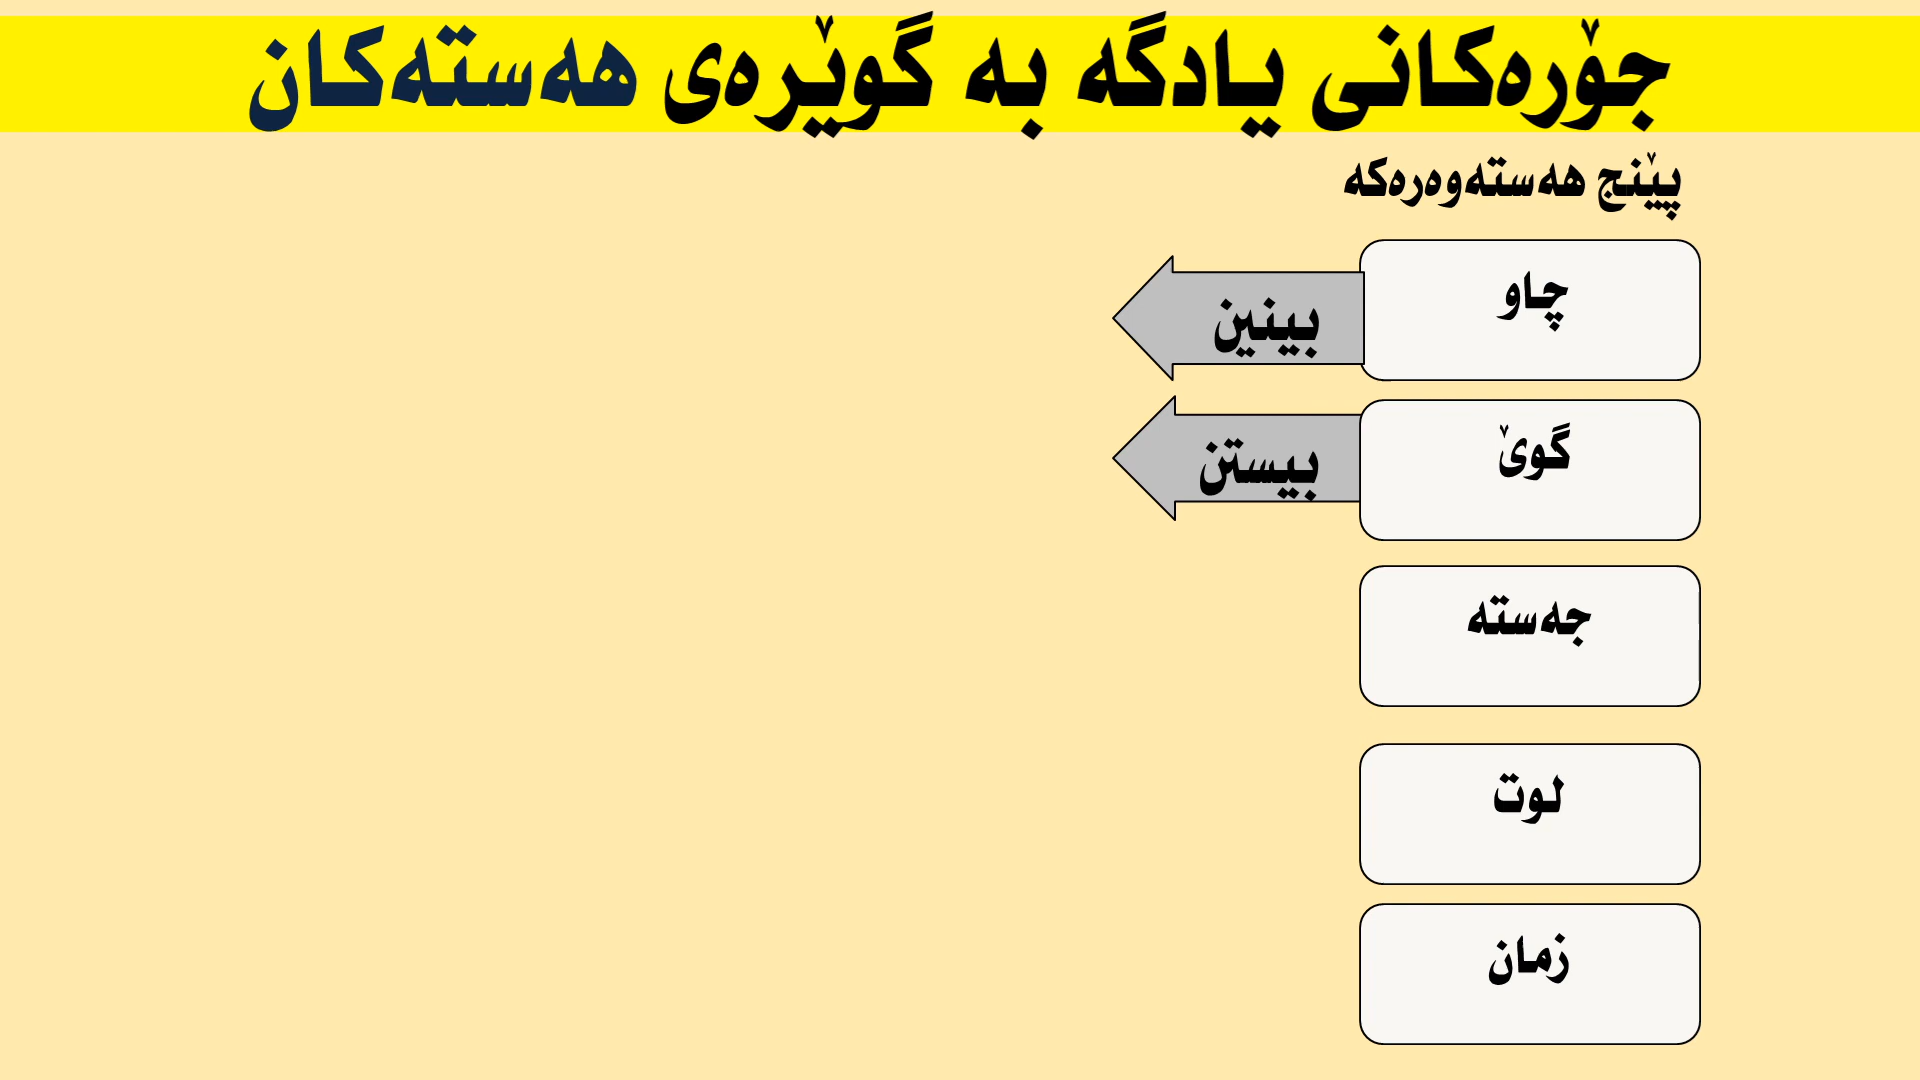 جۆرەکانی یادگە بە گوێرەی هەستەکان
پێنج هەستەوەرەکە
چاو
بینین
گوێ
بیستن
جەستە
لوت
زمان